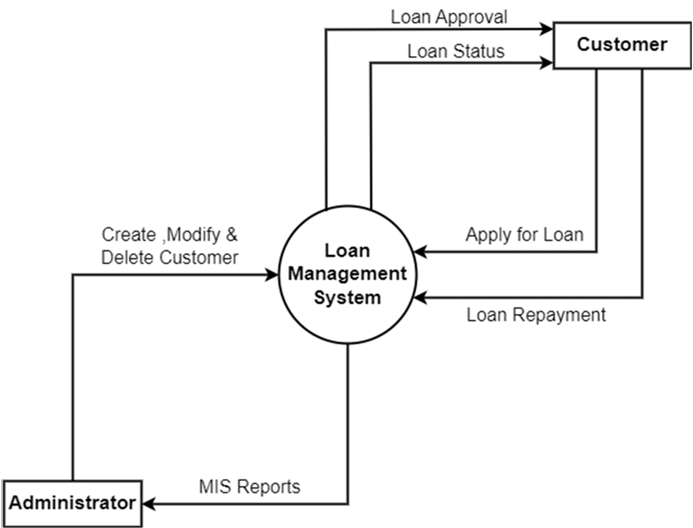 Loan Approval
Customer
Loan Status
Create ,Modify &
Delete Customer
Loan
Management
System
Apply for Loan
Loan Repayment
Administrator
MIS Reports